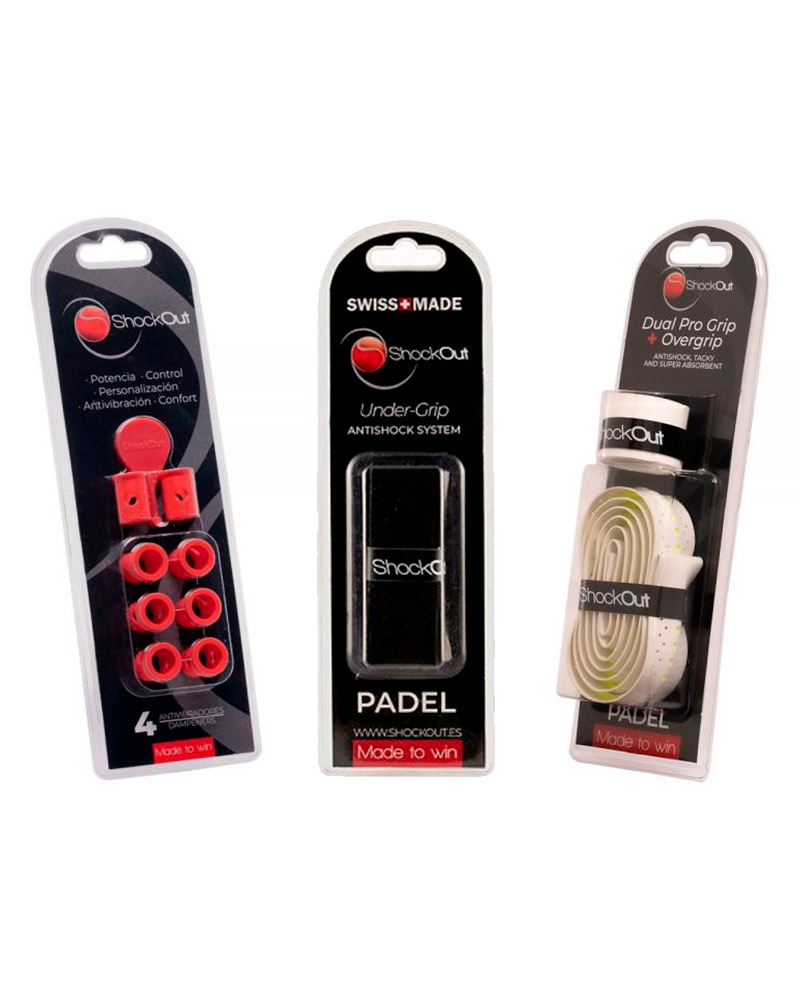 ShockOut
· Potencia · Control
· Personalización
· Antivibración · Confort
ShockOut
4 ANTIVIBRADORES
DAMPENERS
Made to win
SWISS MADE
ShockOut
Under-Grip
ANTISHOCK SYSTEM
ShockOu
PADEL
WWW.SHOCKOUT.ES
Made to win
ShockOut
Dual Pro Grip
+ Overgrip
ANTISHOCK, TACKY
AND SUPER ABSORBENT
hockOut
ShockOut
PADEL
Made to win